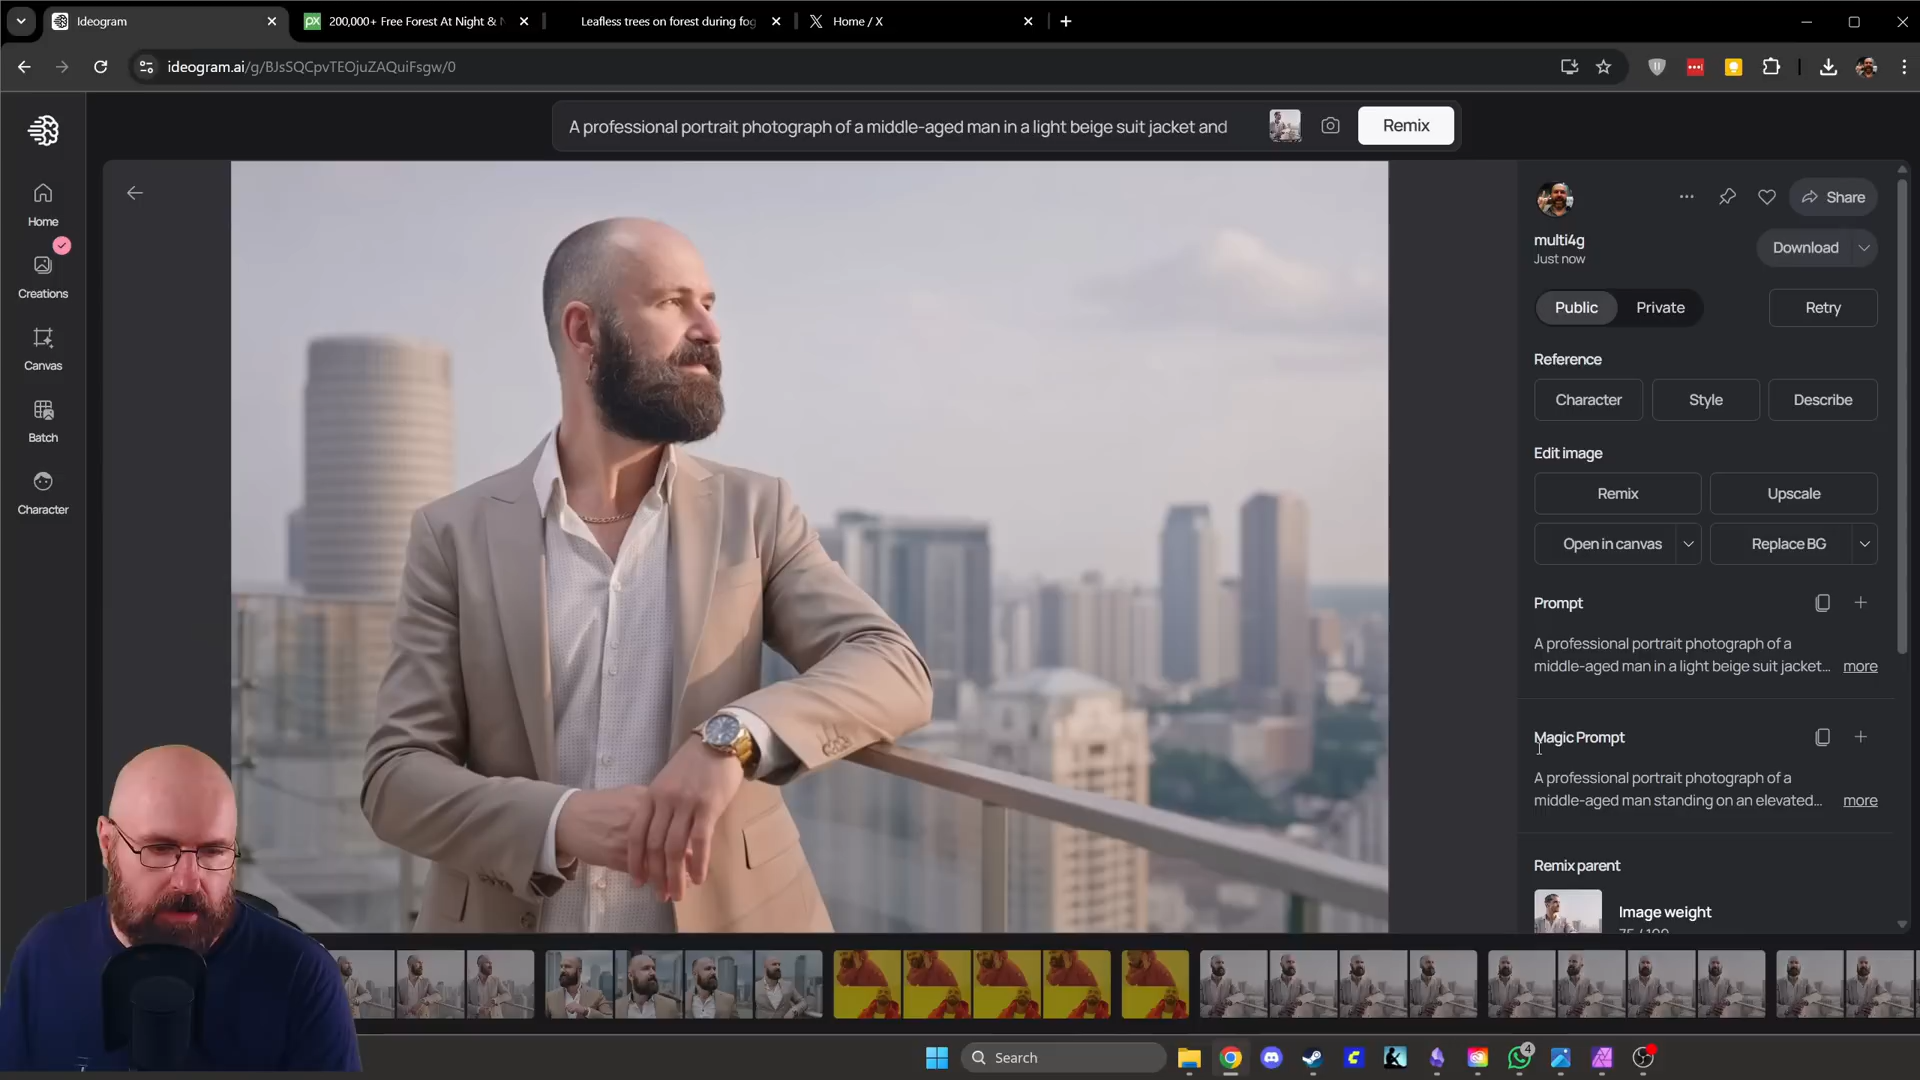 Ideogram
200,000+ Free Forest At Night &
Leafless trees on forest during fog
Home / X
ideogram.ai/g/BJsSQCpvTEOjuZAQuiFsgw/0
A professional portrait photograph of a middle-aged man in a light beige suit jacket and
Remix
Home
Creations
Canvas
Batch
Character
Share
multi4g
Just now
Download
Public
Private
Retry
Reference
Character
Style
Describe
Edit image
Remix
Upscale
Open in canvas
Replace BG
Prompt
A professional portrait photograph of a
middle-aged man in a light beige suit jacket... more
Magic Prompt
A professional portrait photograph of a
middle-aged man standing on an elevated... more
Remix parent
Image weight
Search
4